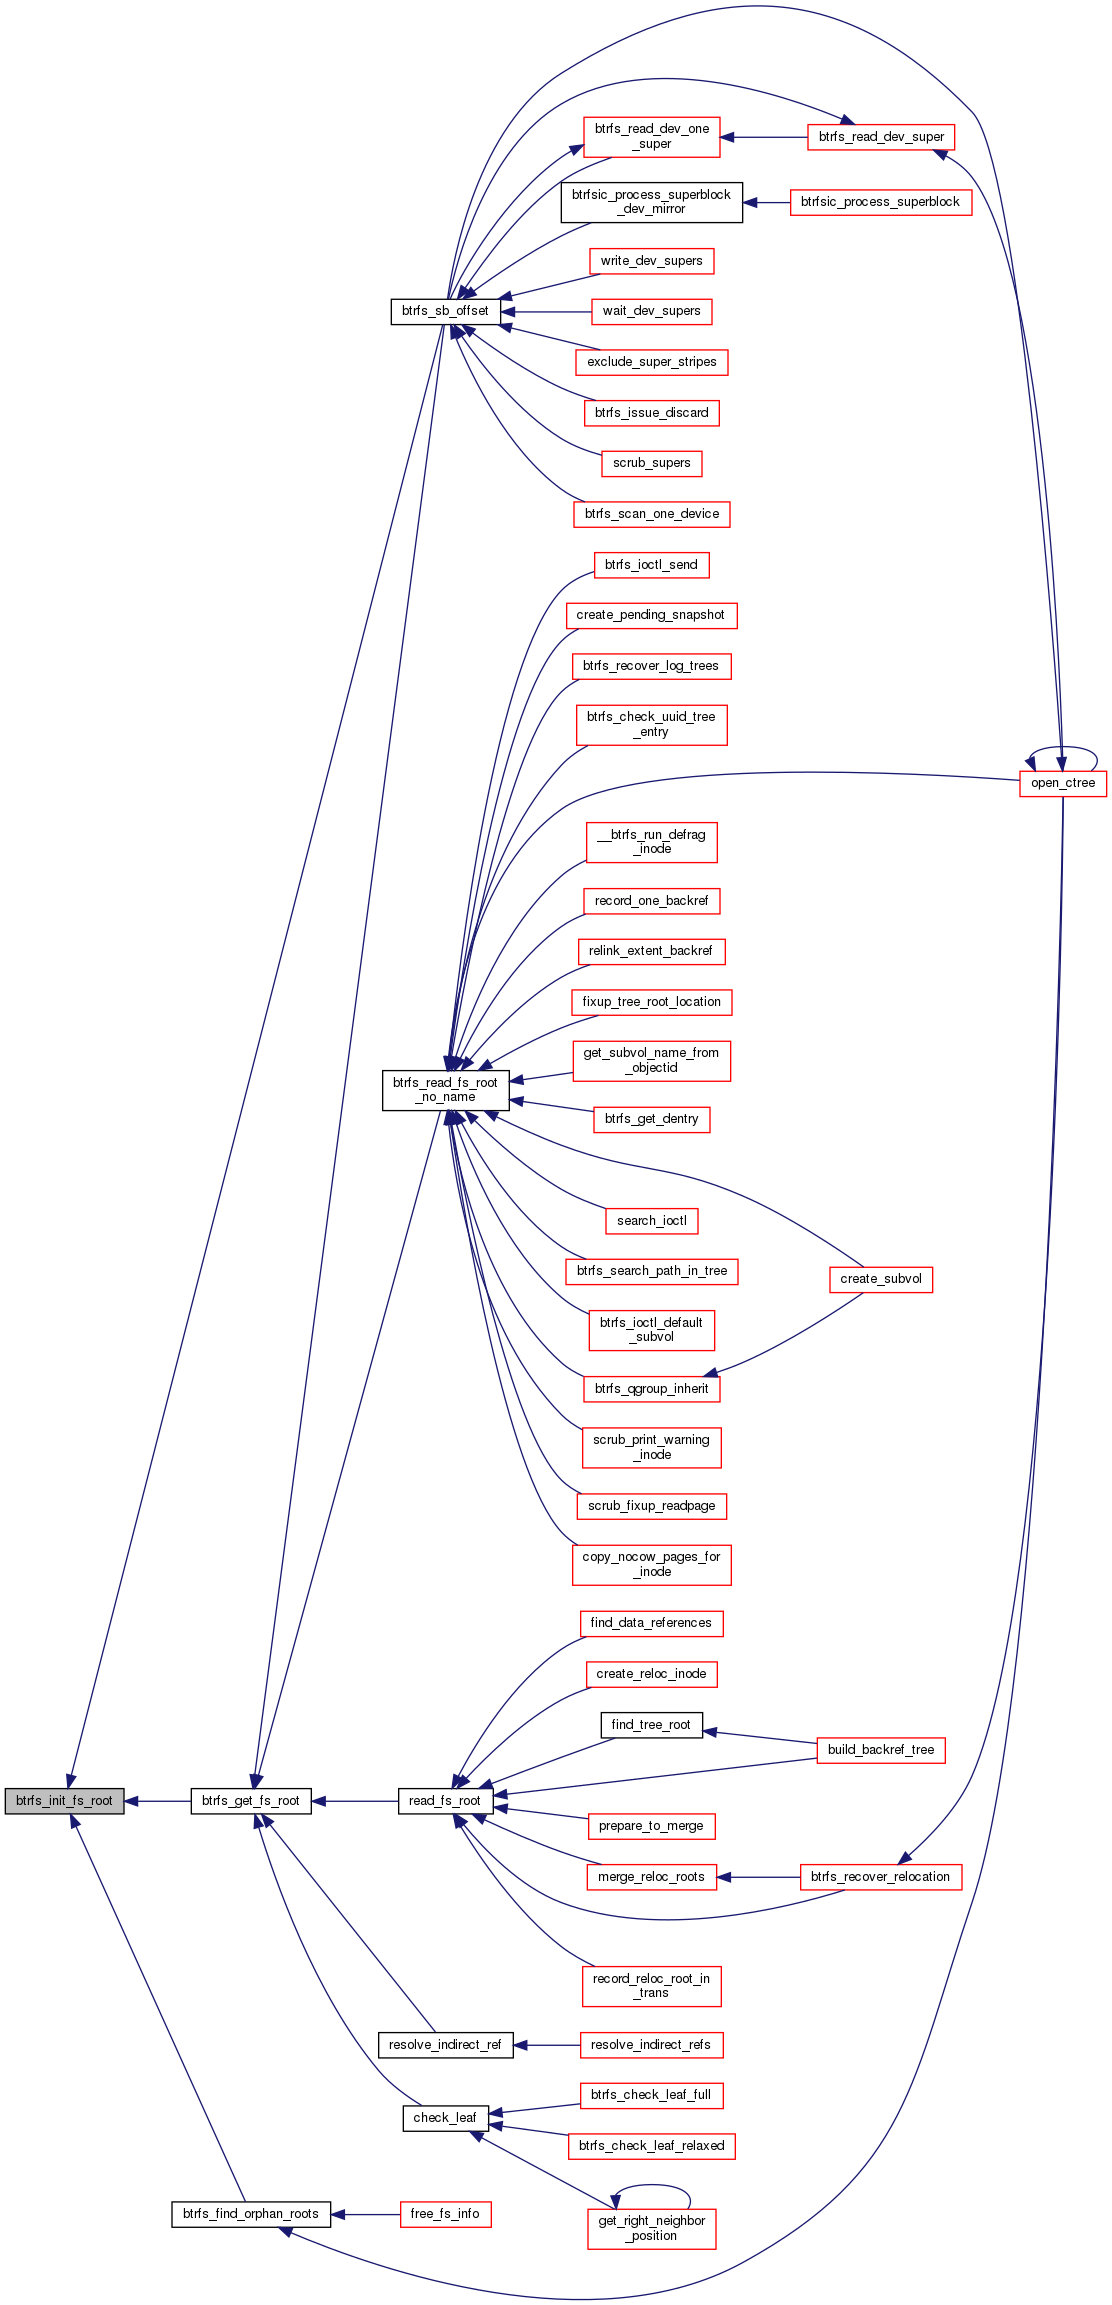 btrfs_read_dev_one
_super
btrfs_read_dev_super
btrfsic_process_superblock
_dev_mirror
btrfsic_process_superblock
write_dev_supers
btrfs_sb_offset
wait_dev_supers
exclude_super_stripes
btrfs_issue_discard
scrub_supers
btrfs_scan_one_device
btrfs_ioctl_send
create_pending_snapshot
btrfs_recover_log_trees
btrfs_check_uuid_tree
_entry
open_ctree
__btrfs_run_defrag
_inode
record_one_backref
relink_extent_backref
fixup_tree_root_location
get_subvol_name_from
_objectid
btrfs_read_fs_root
_no_name
btrfs_get_dentry
search_ioctl
btrfs_search_path_in_tree
create_subvol
btrfs_ioctl_default
_subvol
btrfs_qgroup_inherit
scrub_print_warning
_inode
scrub_fixup_readpage
copy_nocow_pages_for
_inode
find_data_references
create_reloc_inode
find_tree_root
build_backref_tree
btrfs_init_fs_root
btrfs_get_fs_root
read_fs_root
prepare_to_merge
merge_reloc_roots
btrfs_recover_relocation
record_reloc_root_in
_trans
resolve_indirect_ref
resolve_indirect_refs
btrfs_check_leaf_full
check_leaf
btrfs_check_leaf_relaxed
btrfs_find_orphan_roots
free_fs_info
get_right_neighbor
_position